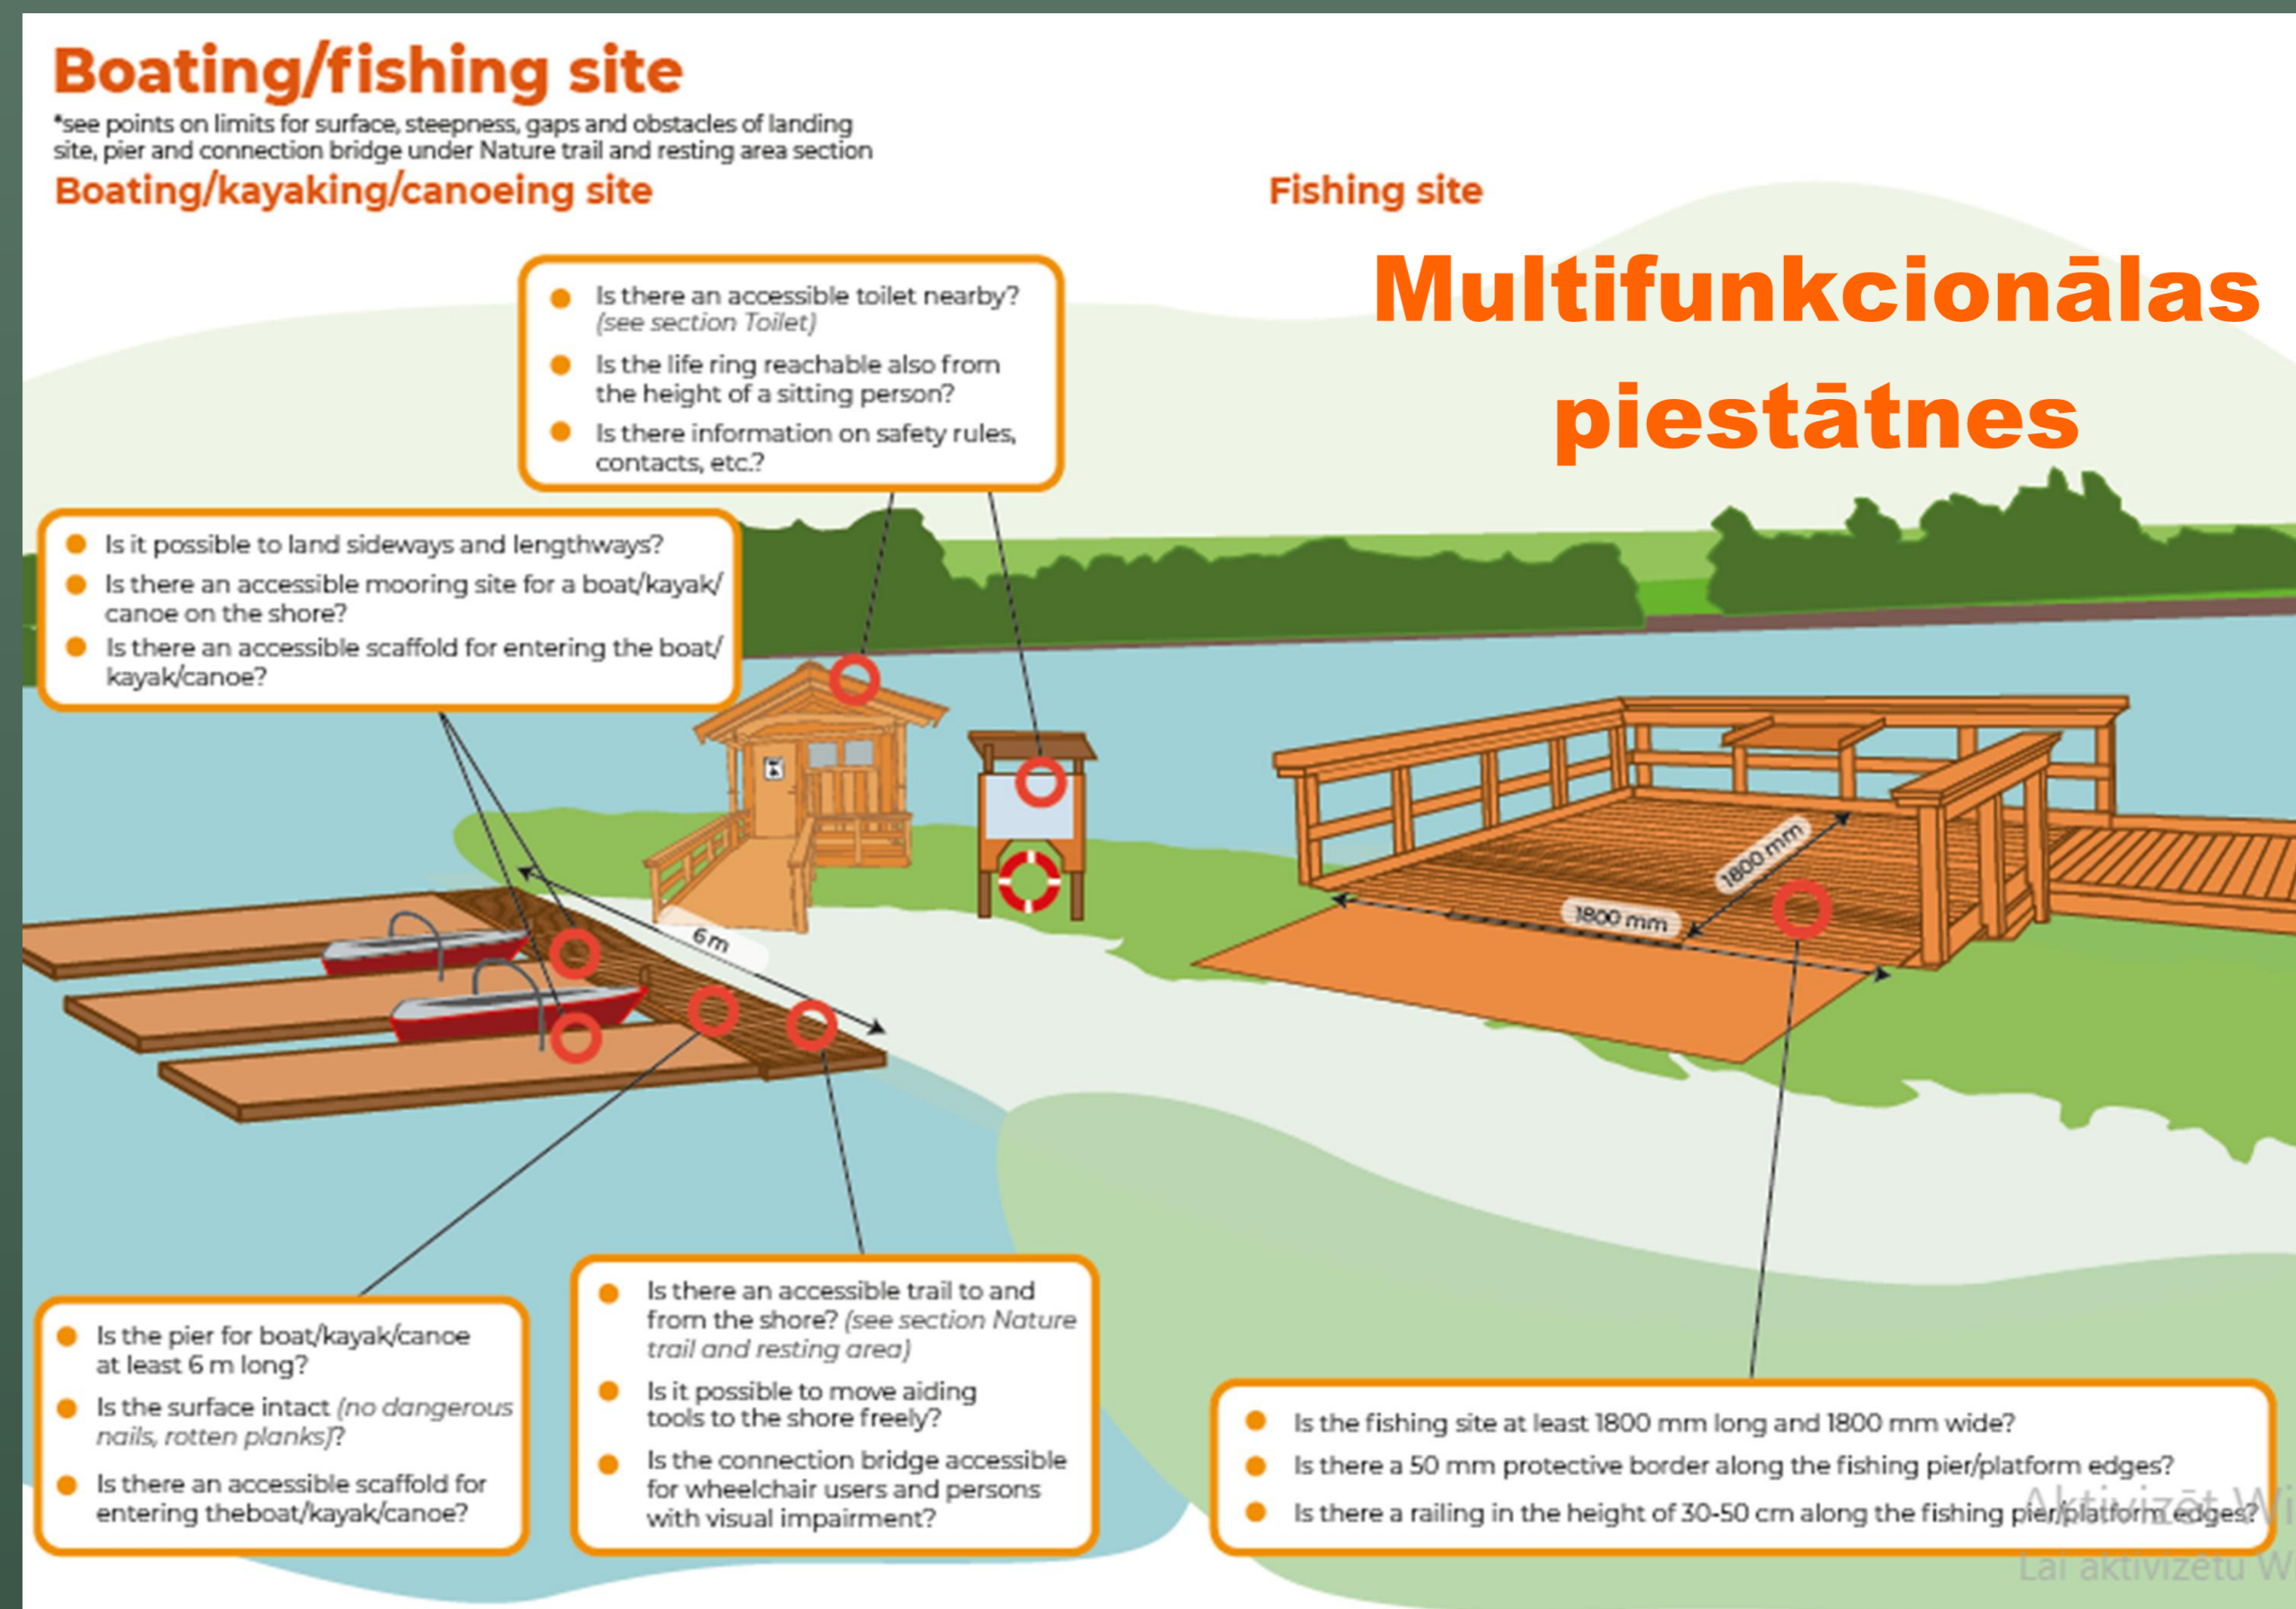 Boating/fishing site
*see points on limits for surface, steepness, gaps and obstacles of landing
site, pier and connection bridge under Nature trail and resting area section
Boating/kayaking/canoeing site
Fishing site
Multifunkcionālas
piestātnes
Is there an accessible toilet nearby?
(see section Toilet)
Is the life ring reachable also from
the height of a sitting person?
Is there information on safety rules,
contacts, etc.?
Is it possible to land sideways and lengthways?
Is there an accessible mooring site for a boat/kayak/
canoe on the shore?
Is there an accessible scaffold for entering the boat/
kayak/canoe?
6 m
1800 mm
1800 mm
Is the pier for boat/kayak/canoe
at least 6 m long?
Is the surface intact (no dangerous
nails, rotten planks)?
Is there an accessible scaffold for
entering theboat/kayak/canoe?
Is there an accessible trail to and
from the shore? (see section Nature
trail and resting area)
Is it possible to move aiding
tools to the shore freely?
Is the connection bridge accessible
for wheelchair users and persons
with visual impairment?
Is the fishing site at least 1800 mm long and 1800 mm wide?
Is there a 50 mm protective border along the fishing pier/platform edges?
Is there a railing in the height of 30-50 cm along the fishing pier/platform edges?
Aktivizēt Wi
Lai aktivizētu W